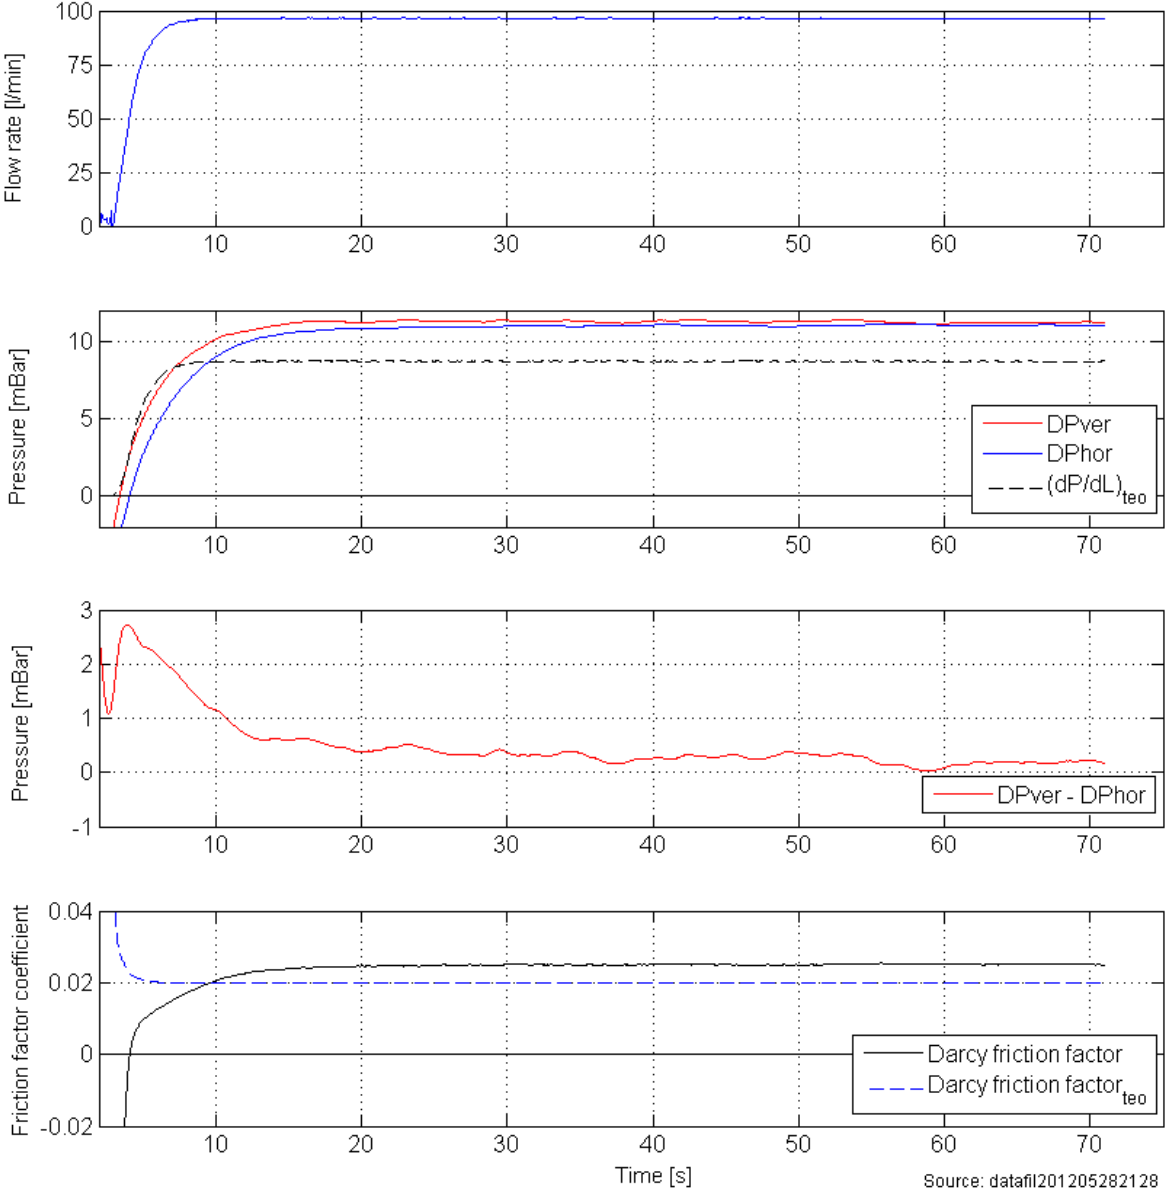 100
75
50
25
0
Flow rate [l/min]
10 20 30 40 50 60 70
10
5
0
Pressure [mBar]
DPver
DPhor
(dP/dL)teo
10 20 30 40 50 60 70
3
2
1
0
-1
Pressure [mBar]
DPver - DPhor
10 20 30 40 50 60 70
0.04
0.02
0
-0.02
Friction factor coefficient
Darcy friction factor
Darcy friction factorteo
10 20 30 40 50 60 70
Time [s]
Source: datafil201205282128